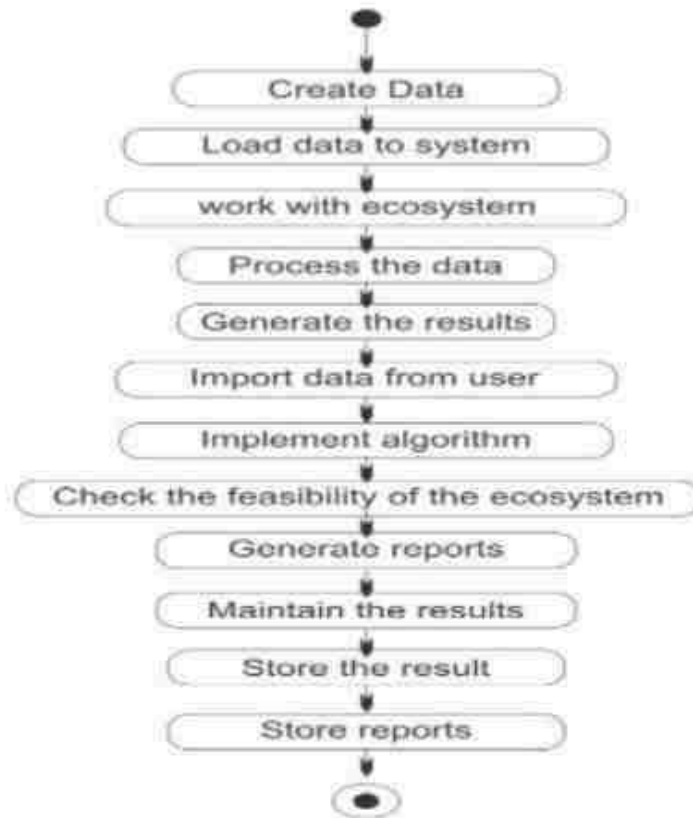 Create Data
Load data to system
work with ecosystem
Process the data
Generate the results
Import data from user
Implement algorithm
Check the feasibility of the ecosystem
Generate reports
Maintain the results
Store the result
Store reports